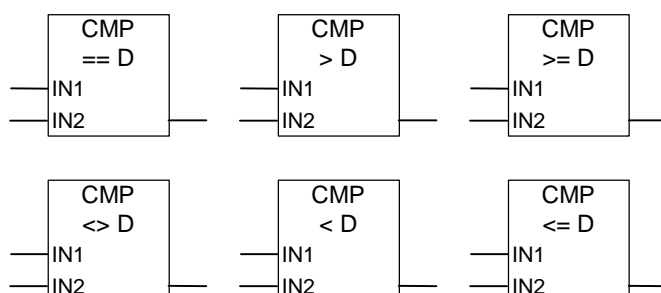 CMP CMP CMP
== D > D >= D
IN1 IN1 IN1
IN2 IN2 IN2
CMP CMP CMP
<> D < D <= D
IN1 IN1 IN1
IN2 IN2 IN2